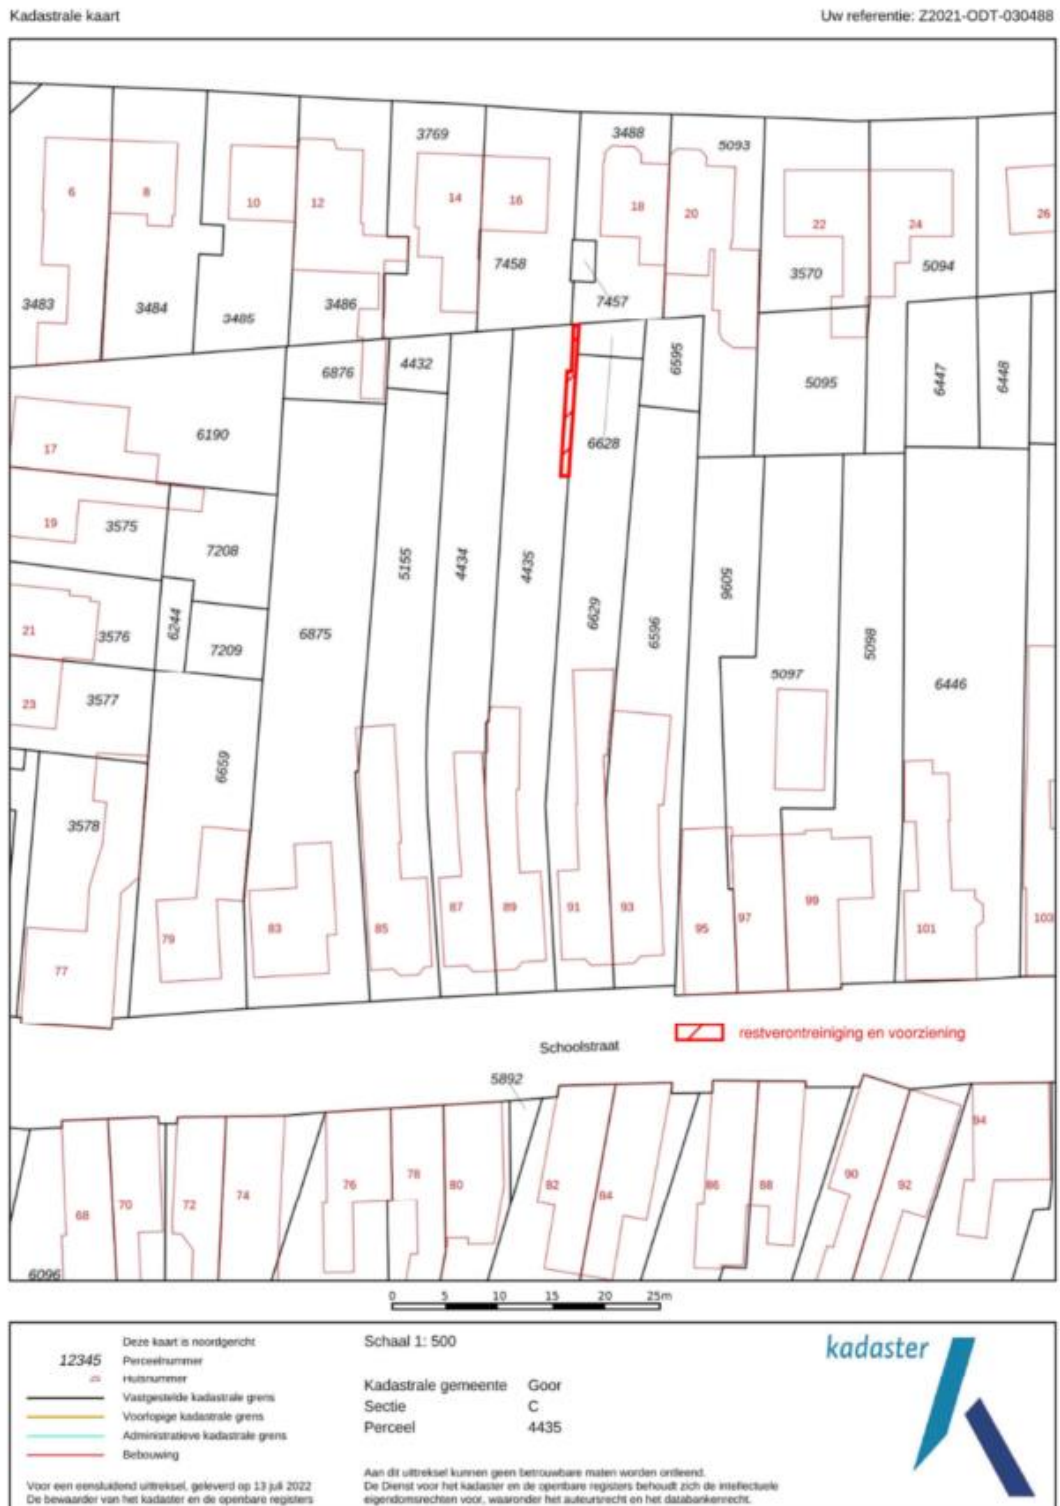 Kadastrale kaart Uw referentie: Z2021-ODT-030488
3769 3488 5093
6 8 10 12 14 16 18 20 22 24 26
7458 5094
3570
3483 3484 3485 3486 7457
6876 4432 6595 5095 6447 6448
6190 6628
17
19 3575 7208
5155 4434 4435 5096
21 3576 6244 7209 6875 6629 6596 5098
23 3577 5097 6446
6659
3578
79 83 85 87 89 91 93 95 97 99 101 103
77
restverontreiniging en voorziening
Schoolstraat
5892
68 70 72 74 76 78 80 82 84 86 88 90 92 94
6096
0 5 10 15 20 25m
Deze kaart is noordgericht
12345 Perceelnummer
Huisnummer
Vastgestelde kadastrale grens
Voorlopige kadastrale grens
Administratieve kadastrale grens
Bebouwing
Voor een eensluidend uittreksel, geleverd op 13 juli 2022
De bewaarder van het kadaster en de openbare registers
Schaal 1: 500
Kadastrale gemeente Goor
Sectie C
Perceel 4435
Aan dit uittreksel kunnen geen betrouwbare maten worden ontleend.
De Dienst voor het kadaster en de openbare registers behoudt zich de intellectuele
eigendomsrechten voor, waaronder het auteursrecht en het databankenrecht.
kadaster